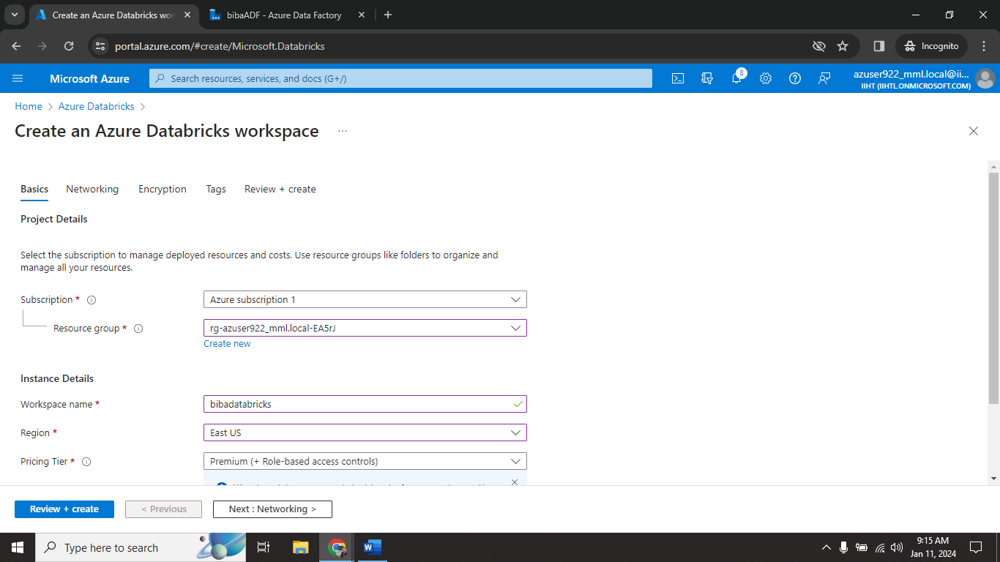 Create an Azure Databricks wo
bibaADF - Azure Data Factory
portal.azure.com/#create/Microsoft.Databricks
Incognito
Microsoft Azure
Search resources, services, and docs (G+/)
8
azuser922_mml.local@ii...
IIHT (IIHTL.ONMICROSOFT.COM)
Home > Azure Databricks >
Create an Azure Databricks workspace ...
Basics Networking Encryption Tags Review + create
Project Details
Select the subscription to manage deployed resources and costs. Use resource groups like folders to organize and
manage all your resources.
Subscription *
Azure subscription 1
Resource group *
rg-azuser922_mml.local-EA5rJ
Create new
Instance Details
Workspace name *
bibadatabricks
Region *
East US
Pricing Tier *
Premium (+ Role-based access controls)
Review + create
< Previous
Next : Networking >
Type here to search
9:15 AM
Jan 11, 2024